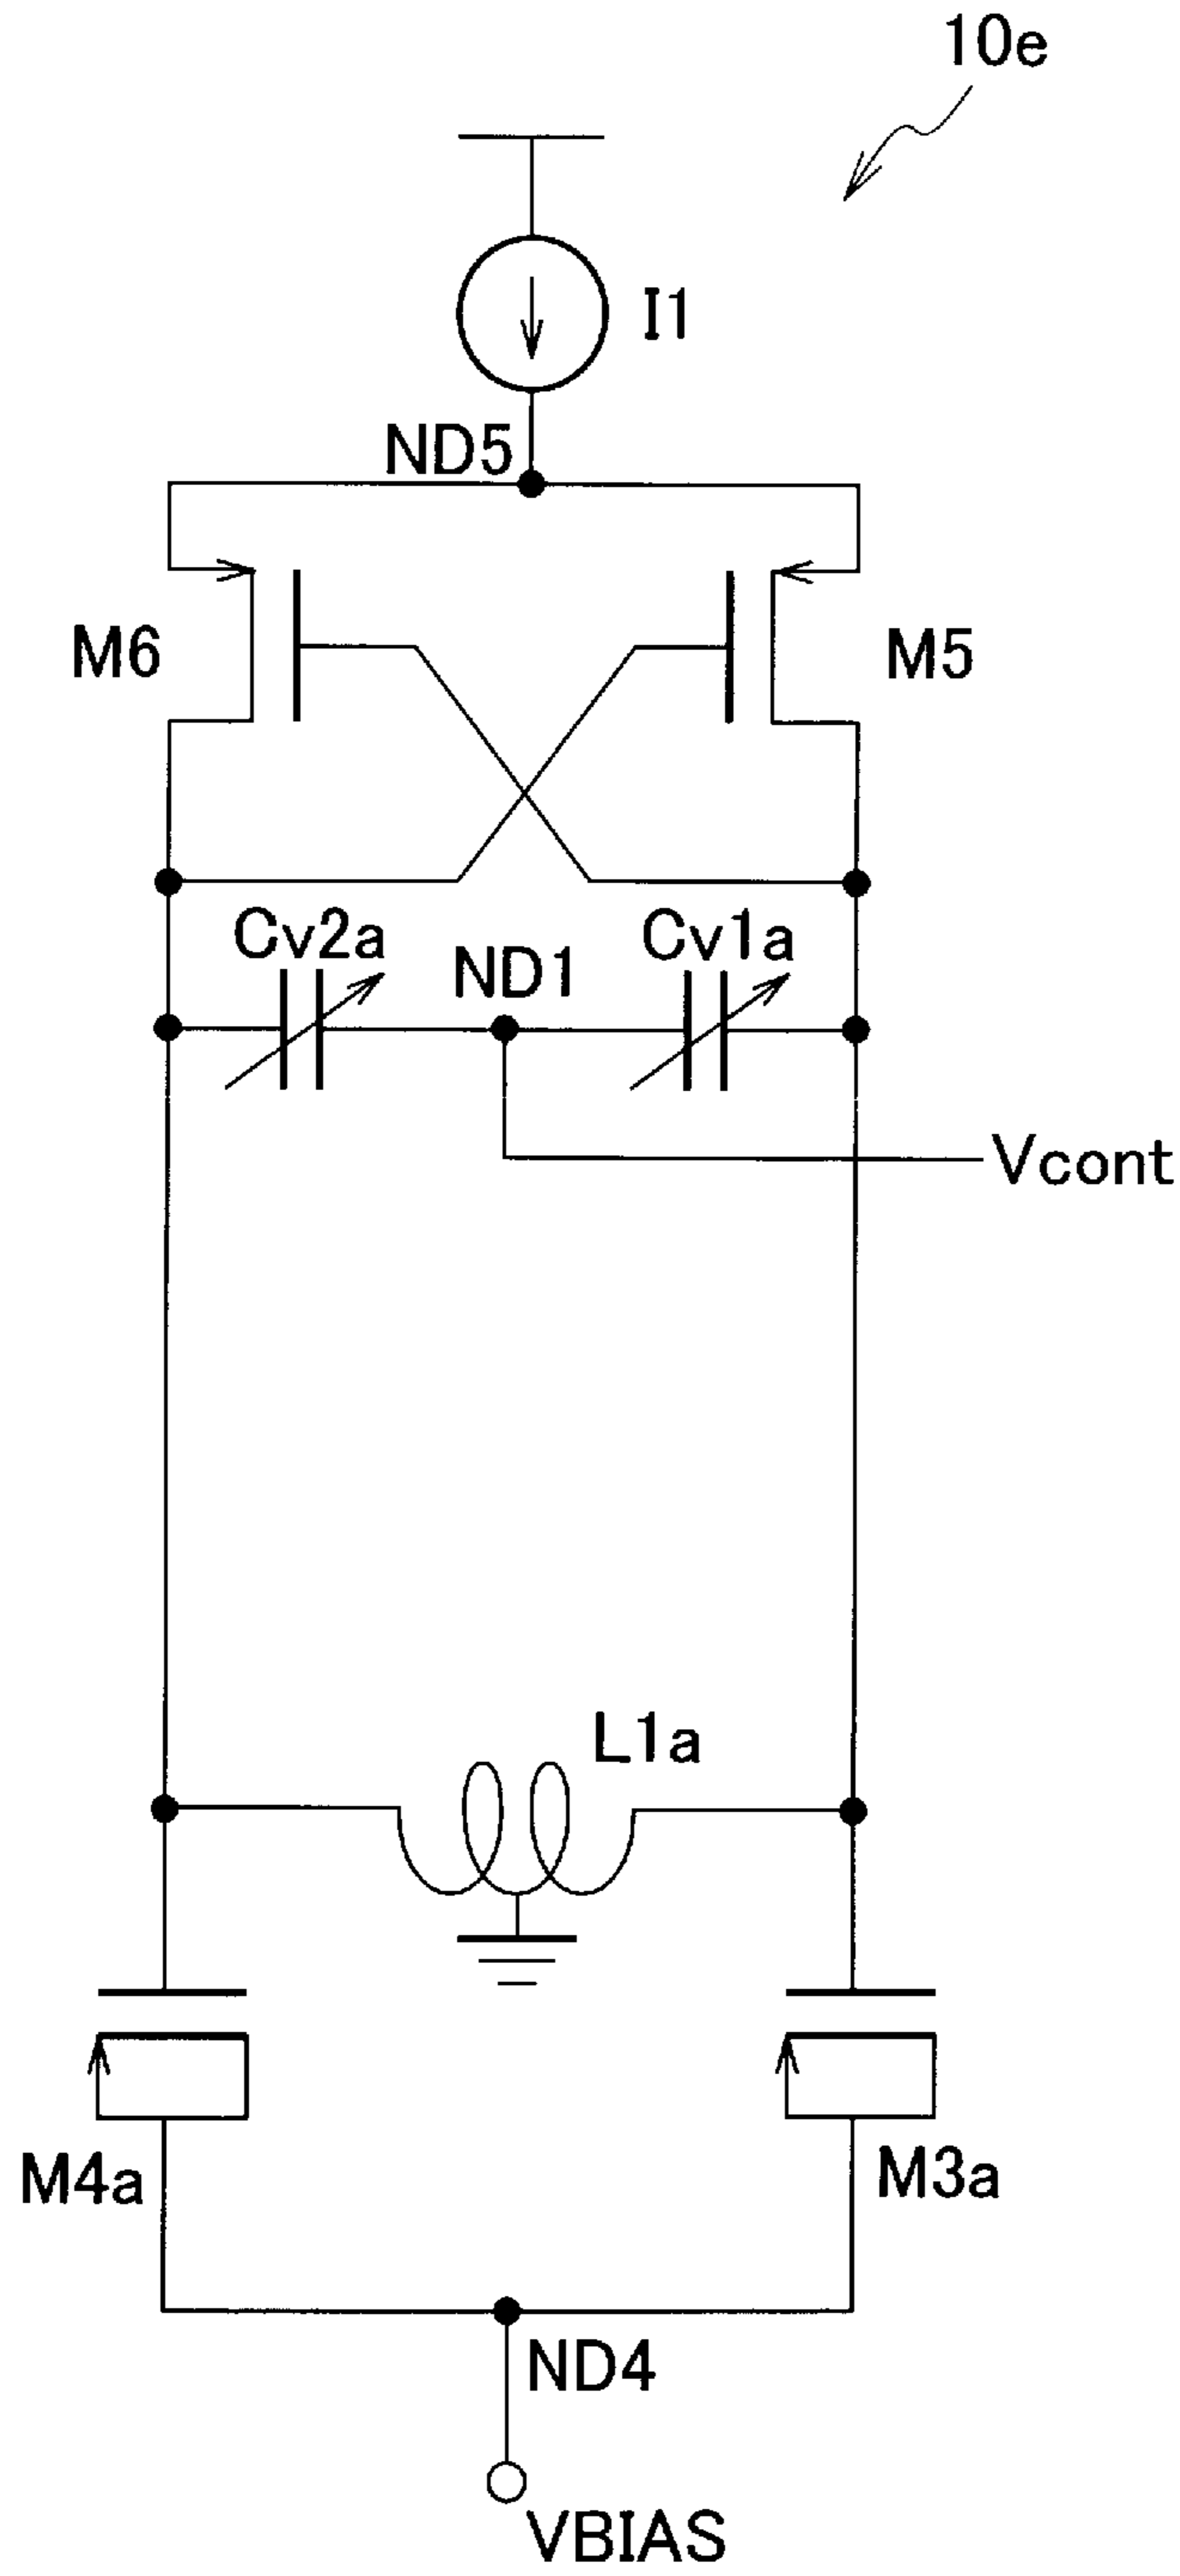 10e
I1
ND5
M6
M5
Cv2a
ND1
Cv1a
Vcont
L1a
M4a
M3a
ND4
VBIAS